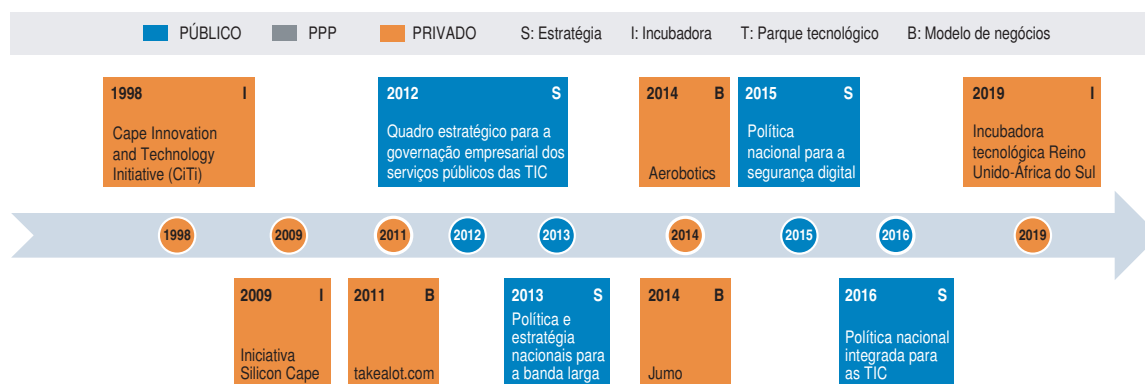 PÚBLICO PPP PRIVADO S: Estratégia I: Incubadora T: Parque tecnológico B: Modelo de negócios
1998 I
Cape Innovation
and Technology
Initiative (CiTi)
2012 S
Quadro estratégico para a
governação empresarial dos
serviços públicos das TIC
2014 B
Aerobotics
2015 S
Política
nacional para a
segurança digital
2019 I
Incubadora
tecnológica Reino
Unido-África do Sul
1998 2009 2011 2012 2013 2014 2015 2016 2019
2009 I
Iniciativa
Silicon Cape
2011 B
takealot.com
2013 S
Política e
estratégia
nacionais para
a banda larga
2014 B
Jumo
2016 S
Política nacional
integrada para
as TIC